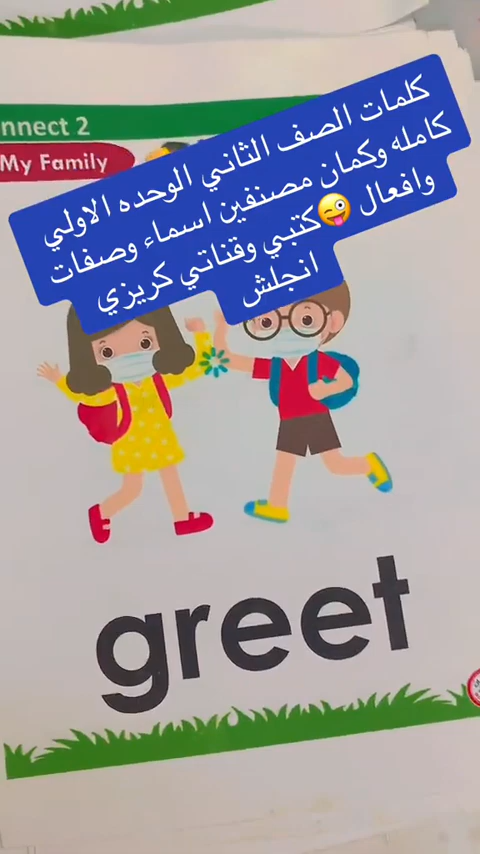 nnect 2
My Family
كلمات الصف الثاني الوحده الاولي
كامله وكمان مصنفين اسماء وصفات
وافعال 😜كتبي وقناتي كريزي
انجلش
greet